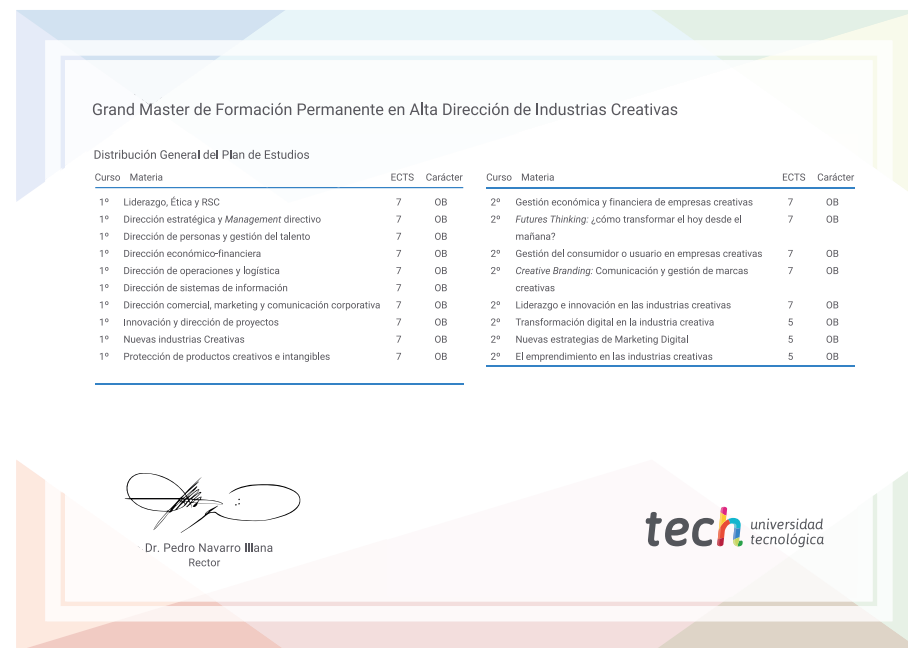 Grand Master de Formación Permanente en Alta Dirección de Industrias Creativas
Distribución General del Plan de Estudios
Curso Materia ECTS Carácter
1º Liderazgo, Ética y RSC 7 OB
1º Dirección estratégica y Management directivo 7 OB
1º Dirección de personas y gestión del talento 7 OB
1º Dirección económico-financiera 7 OB
1º Dirección de operaciones y logística 7 OB
1º Dirección de sistemas de información 7 OB
1º Dirección comercial, marketing y comunicación corporativa 7 OB
1º Innovación y dirección de proyectos 7 OB
1º Nuevas industrias Creativas 7 OB
1º Protección de productos creativos e intangibles 7 OB
Curso Materia ECTS Carácter
2º Gestión económica y financiera de empresas creativas 7 OB
2º Futures Thinking: ¿cómo transformar el hoy desde el 7 OB
mañana?
2º Gestión del consumidor o usuario en empresas creativas 7 OB
2º Creative Branding: Comunicación y gestión de marcas 7 OB
creativas
2º Liderazgo e innovación en las industrias creativas 7 OB
2º Transformación digital en la industria creativa 5 OB
2º Nuevas estrategias de Marketing Digital 5 OB
2º El emprendimiento en las industrias creativas 5 OB
Dr. Pedro Navarro Illana
Rector
tech universidad
tecnológica